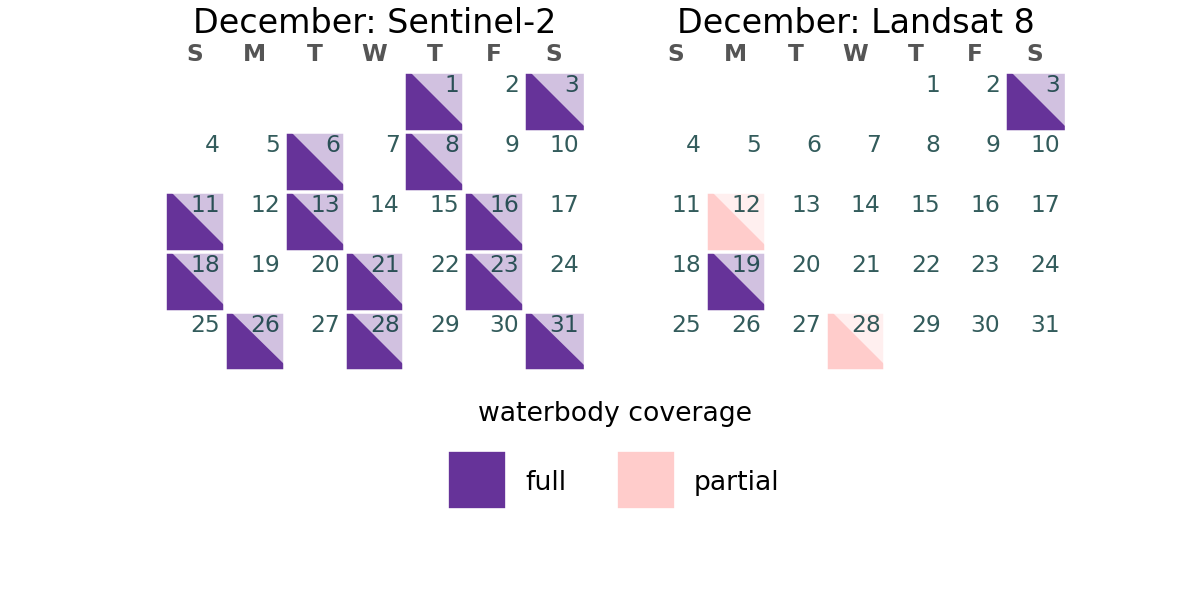 December: Sentinel-2
S M T W T F S
1 2 3
4 5 6 7 8 9 10
11 12 13 14 15 16 17
18 19 20 21 22 23 24
25 26 27 28 29 30 31
December: Landsat 8
S M T W T F S
1 2 3
4 5 6 7 8 9 10
11 12 13 14 15 16 17
18 19 20 21 22 23 24
25 26 27 28 29 30 31
waterbody coverage
full
partial